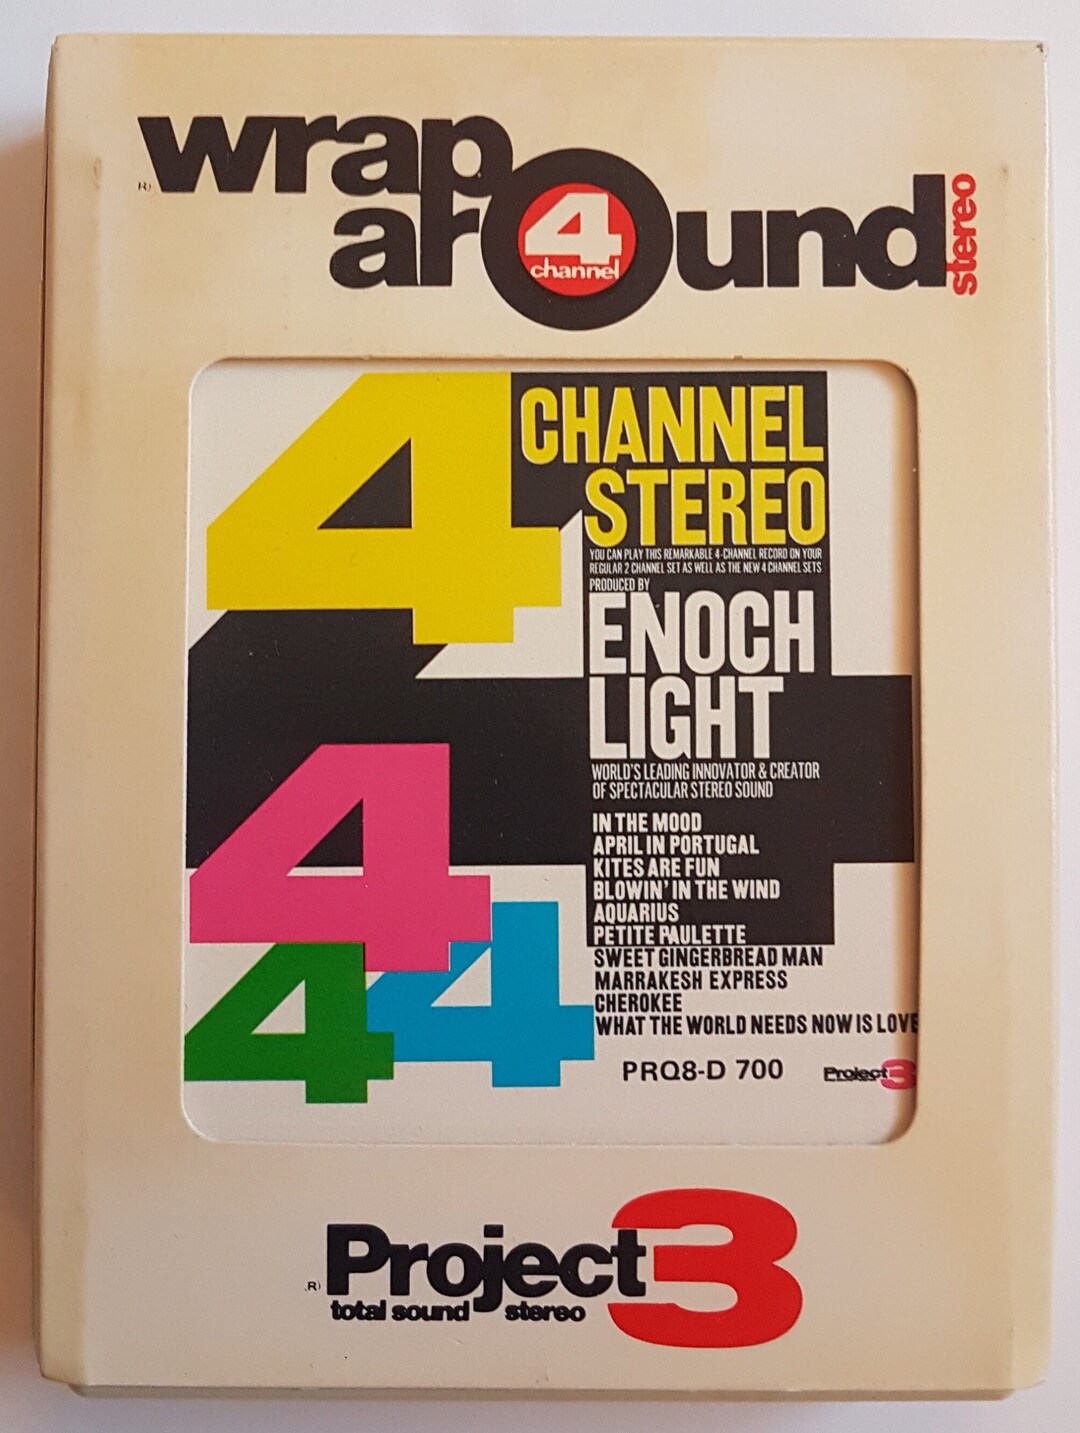 wrap
around
4
channel
stereo
4 CHANNEL
STEREO
YOU CAN PLAY THIS REMARKABLE 4-CHANNEL RECORD ON YOUR
REGULAR 2 CHANNEL SET AS WELL AS THE NEW 4 CHANNEL SETS
PRODUCED BY
ENOCH
LIGHT
WORLD'S LEADING INNOVATOR & CREATOR
OF SPECTACULAR STEREO SOUND
4
4
4
4
IN THE MOOD
APRIL IN PORTUGAL
KITES ARE FUN
BLOWIN' IN THE WIND
AQUARIUS
PETITE PAULETTE
SWEET GINGERBREAD MAN
MARRAKESH EXPRESS
CHEROKEE
WHAT THE WORLD NEEDS NOW IS LOVE
PRQ8-D 700
Project 3
(R) Project 3
total sound stereo